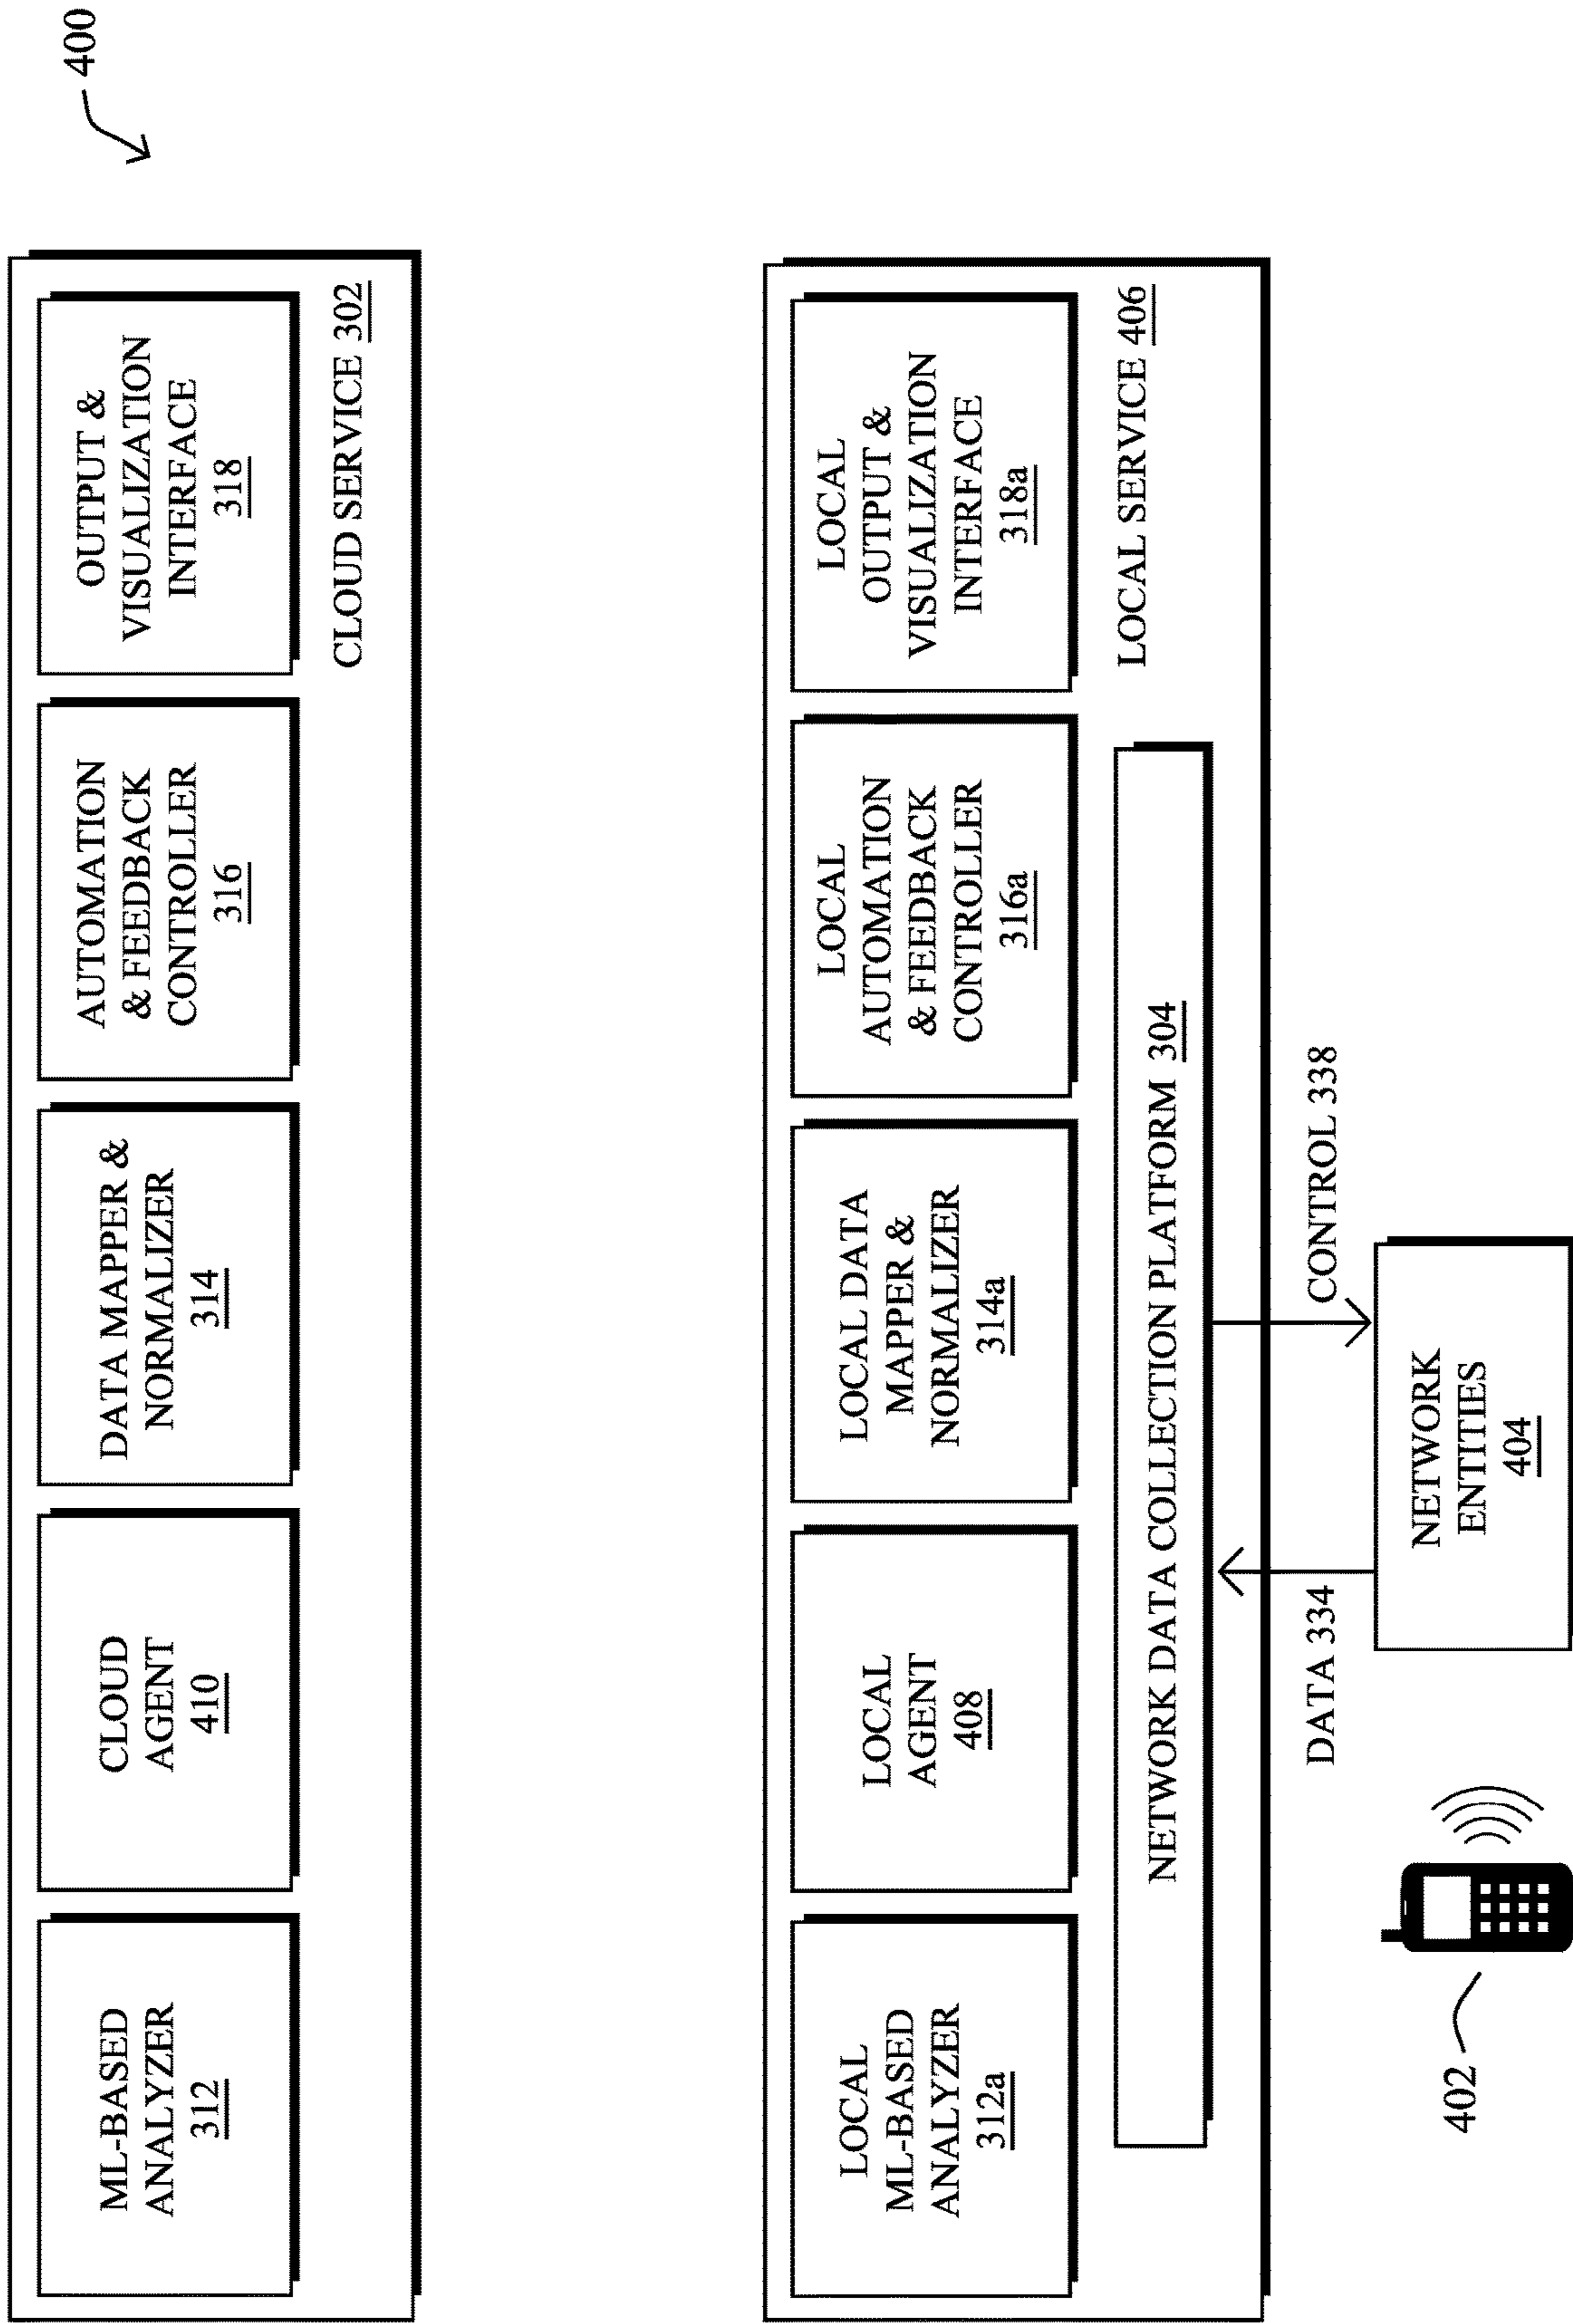 400
ML-BASED
ANALYZER
312
CLOUD
AGENT
410
DATA MAPPER &
NORMALIZER
314
AUTOMATION
& FEEDBACK
CONTROLLER
316
OUTPUT &
VISUALIZATION
INTERFACE
318
CLOUD SERVICE 302
LOCAL
ML-BASED
ANALYZER
312a
LOCAL
AGENT
408
LOCAL DATA
MAPPER &
NORMALIZER
314a
LOCAL
AUTOMATION
& FEEDBACK
CONTROLLER
316a
LOCAL
OUTPUT &
VISUALIZATION
INTERFACE
318a
NETWORK DATA COLLECTION PLATFORM 304
LOCAL SERVICE 406
DATA 334
CONTROL 338
402
NETWORK
ENTITIES
404